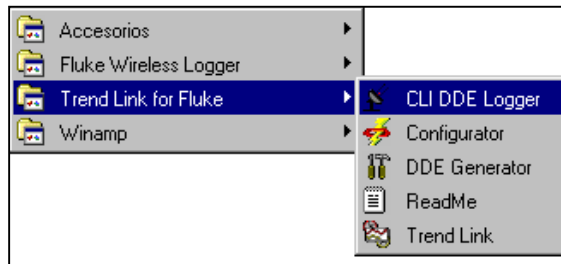 Accesorios
Fluke Wireless Logger
Trend Link for Fluke
Winamp
CLI DDE Logger
Configurator
DDE Generator
ReadMe
Trend Link